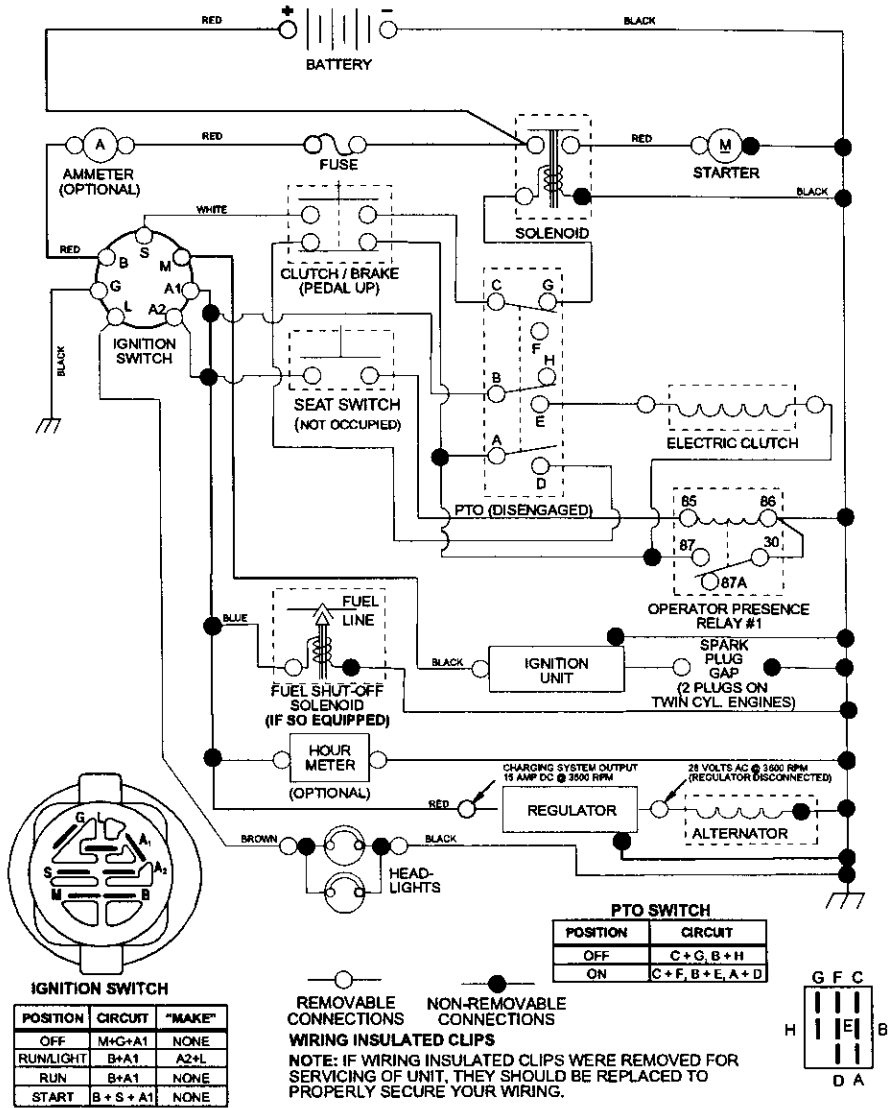 RED
+
-
BLACK
BATTERY
A
RED
AMMETER
(OPTIONAL)
FUSE
RED
M
STARTER
BLACK
SOLENOID
WHITE
CLUTCH / BRAKE
(PEDAL UP)
RED
S
B
M
G
A1
L
A2
IGNITION
SWITCH
BLACK
SEAT SWITCH
(NOT OCCUPIED)
C
G
F
H
B
E
A
D
PTO (DISENGAGED)
ELECTRIC CLUTCH
85
86
87
30
87A
OPERATOR PRESENCE
RELAY #1
BLUE
FUEL
LINE
FUEL SHUT-OFF
SOLENOID
(IF SO EQUIPPED)
BLACK
IGNITION
UNIT
SPARK
PLUG
GAP
(2 PLUGS ON
TWIN CYL. ENGINES)
HOUR
METER
(OPTIONAL)
CHARGING SYSTEM OUTPUT
15 AMP DC @ 3500 RPM
28 VOLTS AC @ 3600 RPM
(REGULATOR DISCONNECTED)
RED
REGULATOR
ALTERNATOR
BROWN
BLACK
HEAD-
LIGHTS
G
L
A1
S
A2
M
B
IGNITION SWITCH
POSITION CIRCUIT "MAKE"
OFF M+G+A1 NONE
RUN/LIGHT B+A1 A2+L
RUN B+A1 NONE
START B + S + A1 NONE
REMOVABLE
CONNECTIONS
NON-REMOVABLE
CONNECTIONS
WIRING INSULATED CLIPS
NOTE: IF WIRING INSULATED CLIPS WERE REMOVED FOR
SERVICING OF UNIT, THEY SHOULD BE REPLACED TO
PROPERLY SECURE YOUR WIRING.
PTO SWITCH
POSITION CIRCUIT
OFF C + G, B + H
ON C + F, B + E, A + D
G F C
H E B
D A